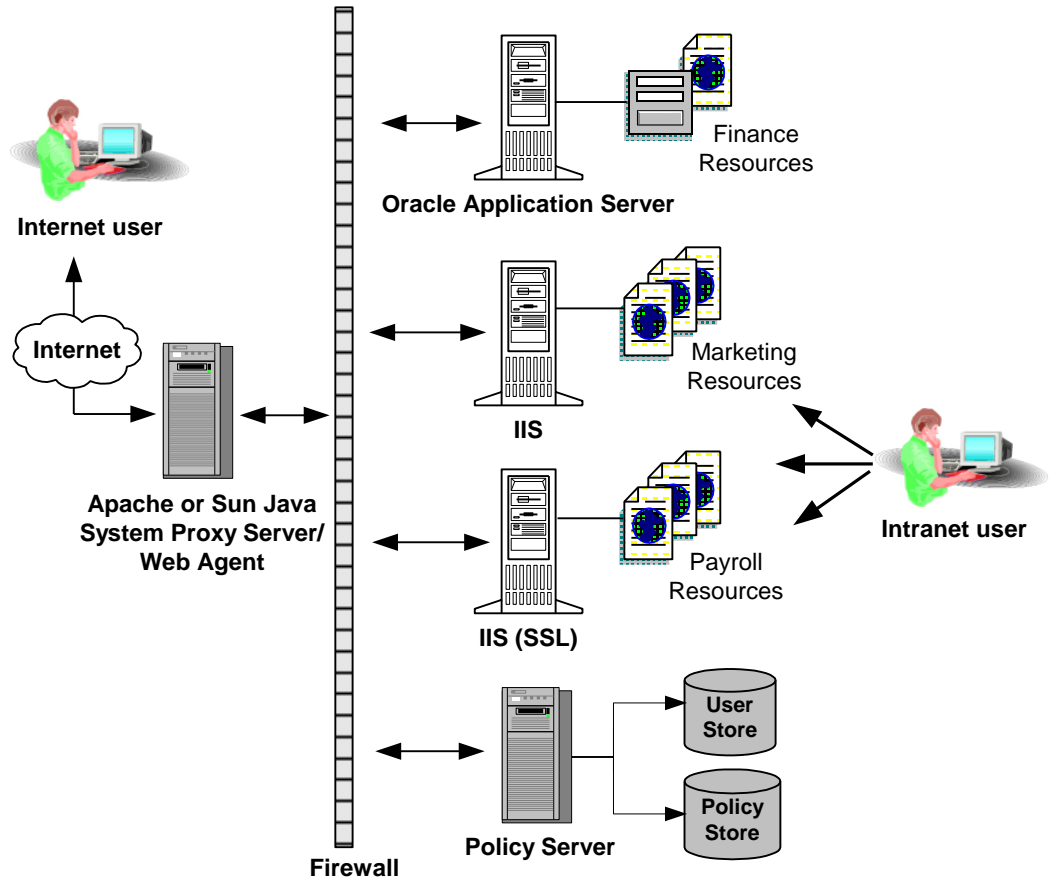 Finance
Resources
Oracle Application Server
Internet user
Internet
Marketing
Resources
IIS
Apache or Sun Java
System Proxy Server/
Web Agent
Intranet user
Payroll
Resources
IIS (SSL)
User
Store
Policy
Store
Policy Server
Firewall